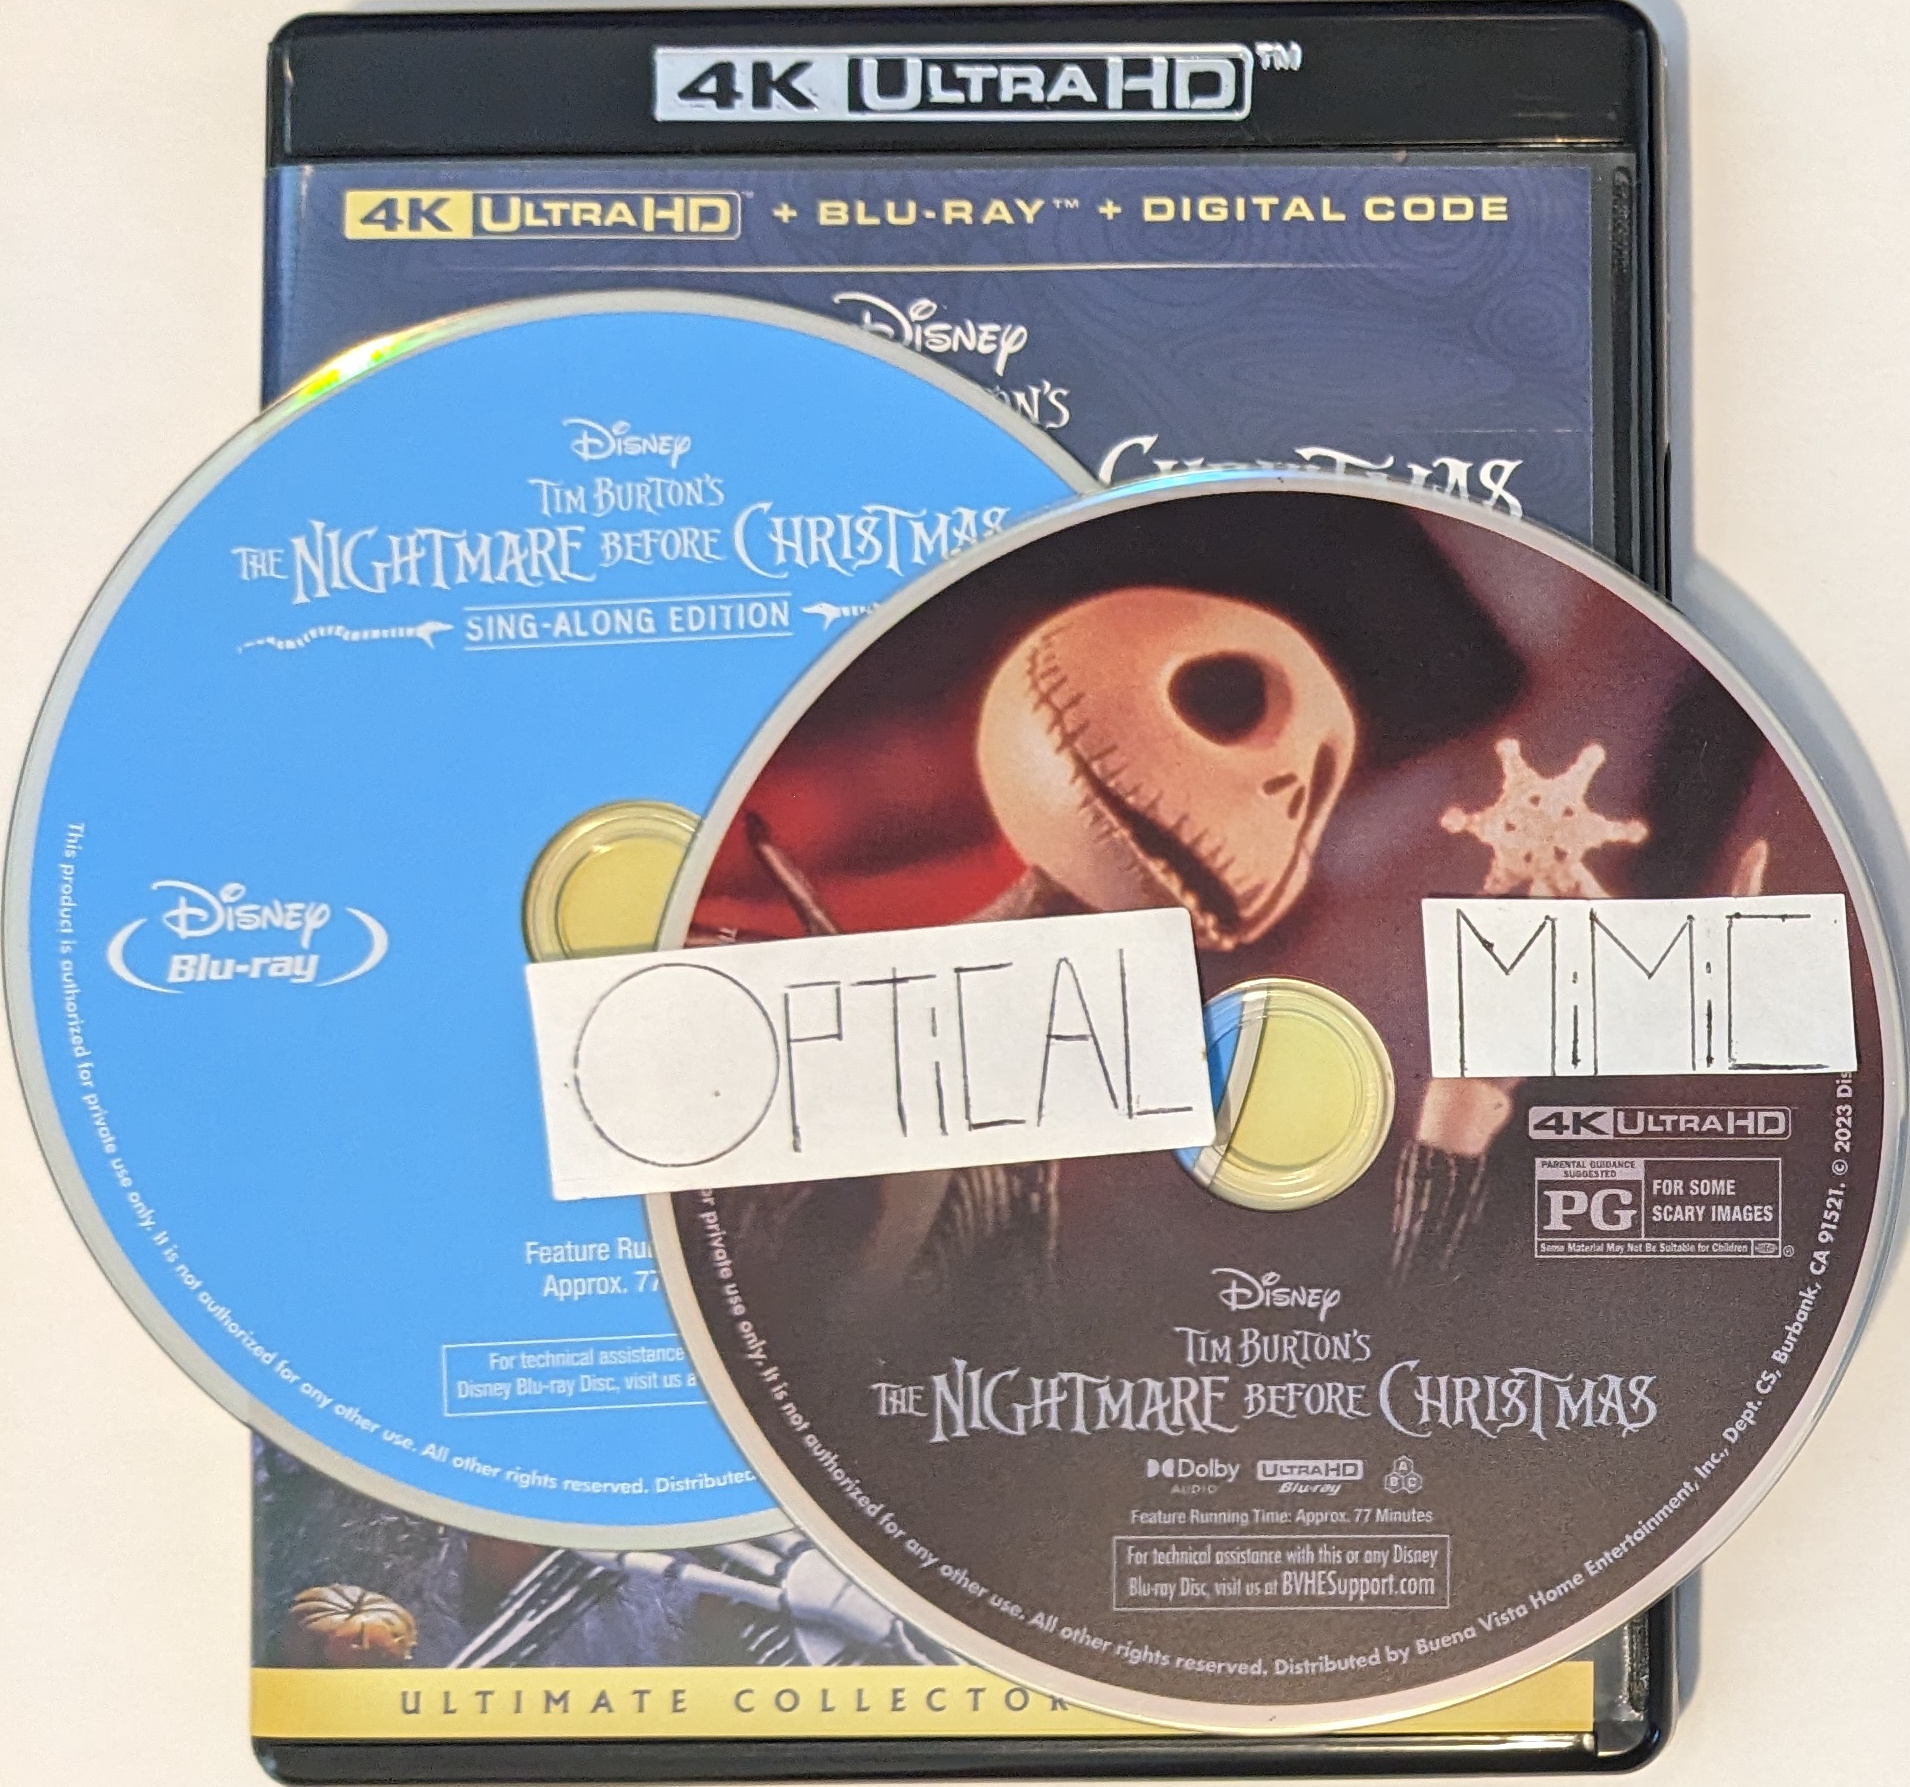 4K ULTRA HD™
4K ULTRA HD + BLU-RAY™ + DIGITAL CODE
Disney
CHRISTMAS
Disney
TIM BURTON'S
THE NIGHTMARE BEFORE CHRISTMAS
SING-ALONG EDITION
Disney
Blu-ray
Feature Ru
Approx. 77
For technical assistance
Disney Blu-ray Disc, visit us a
This product is authorized for private use only. It is not authorized for any other use. All other rights reserved. Distributed
OPTiCAL
MiMiC
4K ULTRA HD
PARENTAL GUIDANCE SUGGESTED
PG
FOR SOME
SCARY IMAGES
Some Material May Not Be Suitable for Children
®
Disney
TIM BURTON'S
THE NIGHTMARE BEFORE CHRISTMAS
Dolby
AUDIO
ULTRA HD
Blu-ray
A
B C
Feature Running Time: Approx. 77 Minutes
For technical assistance with this or any Disney
Blu-ray Disc, visit us at BVHESupport.com
or private use only. It is not authorized for any other use. All other rights reserved. Distributed by Buena Vista Home Entertainment, Inc., Dept. CS, Burbank, CA 91521. © 2023 Dis
ULTIMATE COLLECTOR